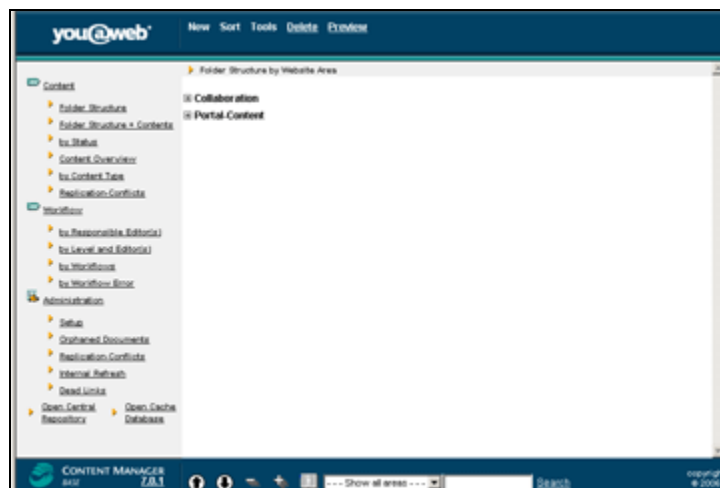 you@web
New Sort Tools Delete Preview
Folder Structure by Website Area
Content
Folder Structure
Folder Structure + Contents
by Status
Content Overview
by Content Type
Replication-Conflicts
Workflow
by Responsible Editor(s)
by Level and Editor(s)
by Workflows
by Workflow Error
Administration
Setup
Orphaned Documents
Replication Conflicts
Internal Refresh
Dead Links
Open Central Repository
Open Cache Database
Collaboration
Portal-Content
CONTENT MANAGER
BASE 7.0.1
--- Show all areas ---
Search
copyrig
© 2006